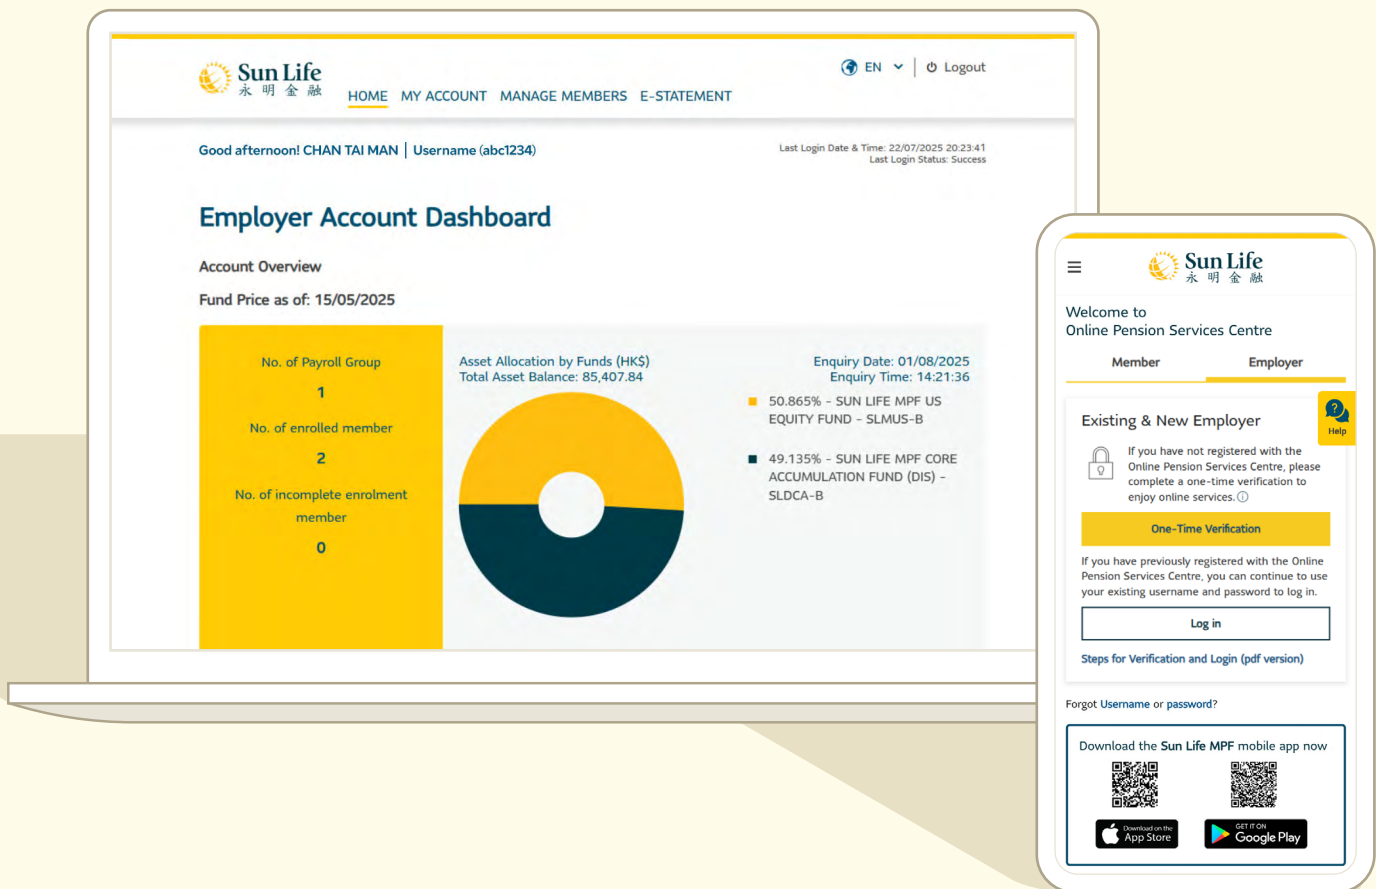 Sun Life
永明金融
HOME MY ACCOUNT MANAGE MEMBERS E-STATEMENT
EN
Logout
Good afternoon! CHAN TAI MAN | Username (abc1234)
Last Login Date & Time: 22/07/2025 20:23:41
Last Login Status: Success
Employer Account Dashboard
Account Overview
Fund Price as of: 15/05/2025
No. of Payroll Group
1
No. of enrolled member
2
No. of incomplete enrolment
member
0
Asset Allocation by Funds (HK$)
Total Asset Balance: 85,407.84
Enquiry Date: 01/08/2025
Enquiry Time: 14:21:36
50.865% - SUN LIFE MPF US
EQUITY FUND - SLMUS-B
49.135% - SUN LIFE MPF CORE
ACCUMULATION FUND (DIS) -
SLDCA-B
Sun Life
永明金融
Welcome to
Online Pension Services Centre
Member
Employer
Existing & New Employer
Help
If you have not
registered with the
Online Pension Services Centre, please
complete a one-time verification to
enjoy online services.
One-Time Verification
If you have previously registered with the Online
Pension Services Centre, you can continue to use
your existing username and password to log in.
Log in
Steps for Verification and Login (pdf version)
Forgot Username or password?
Download the Sun Life MPF mobile app now
Download on the
App Store
GET IT ON
Google Play